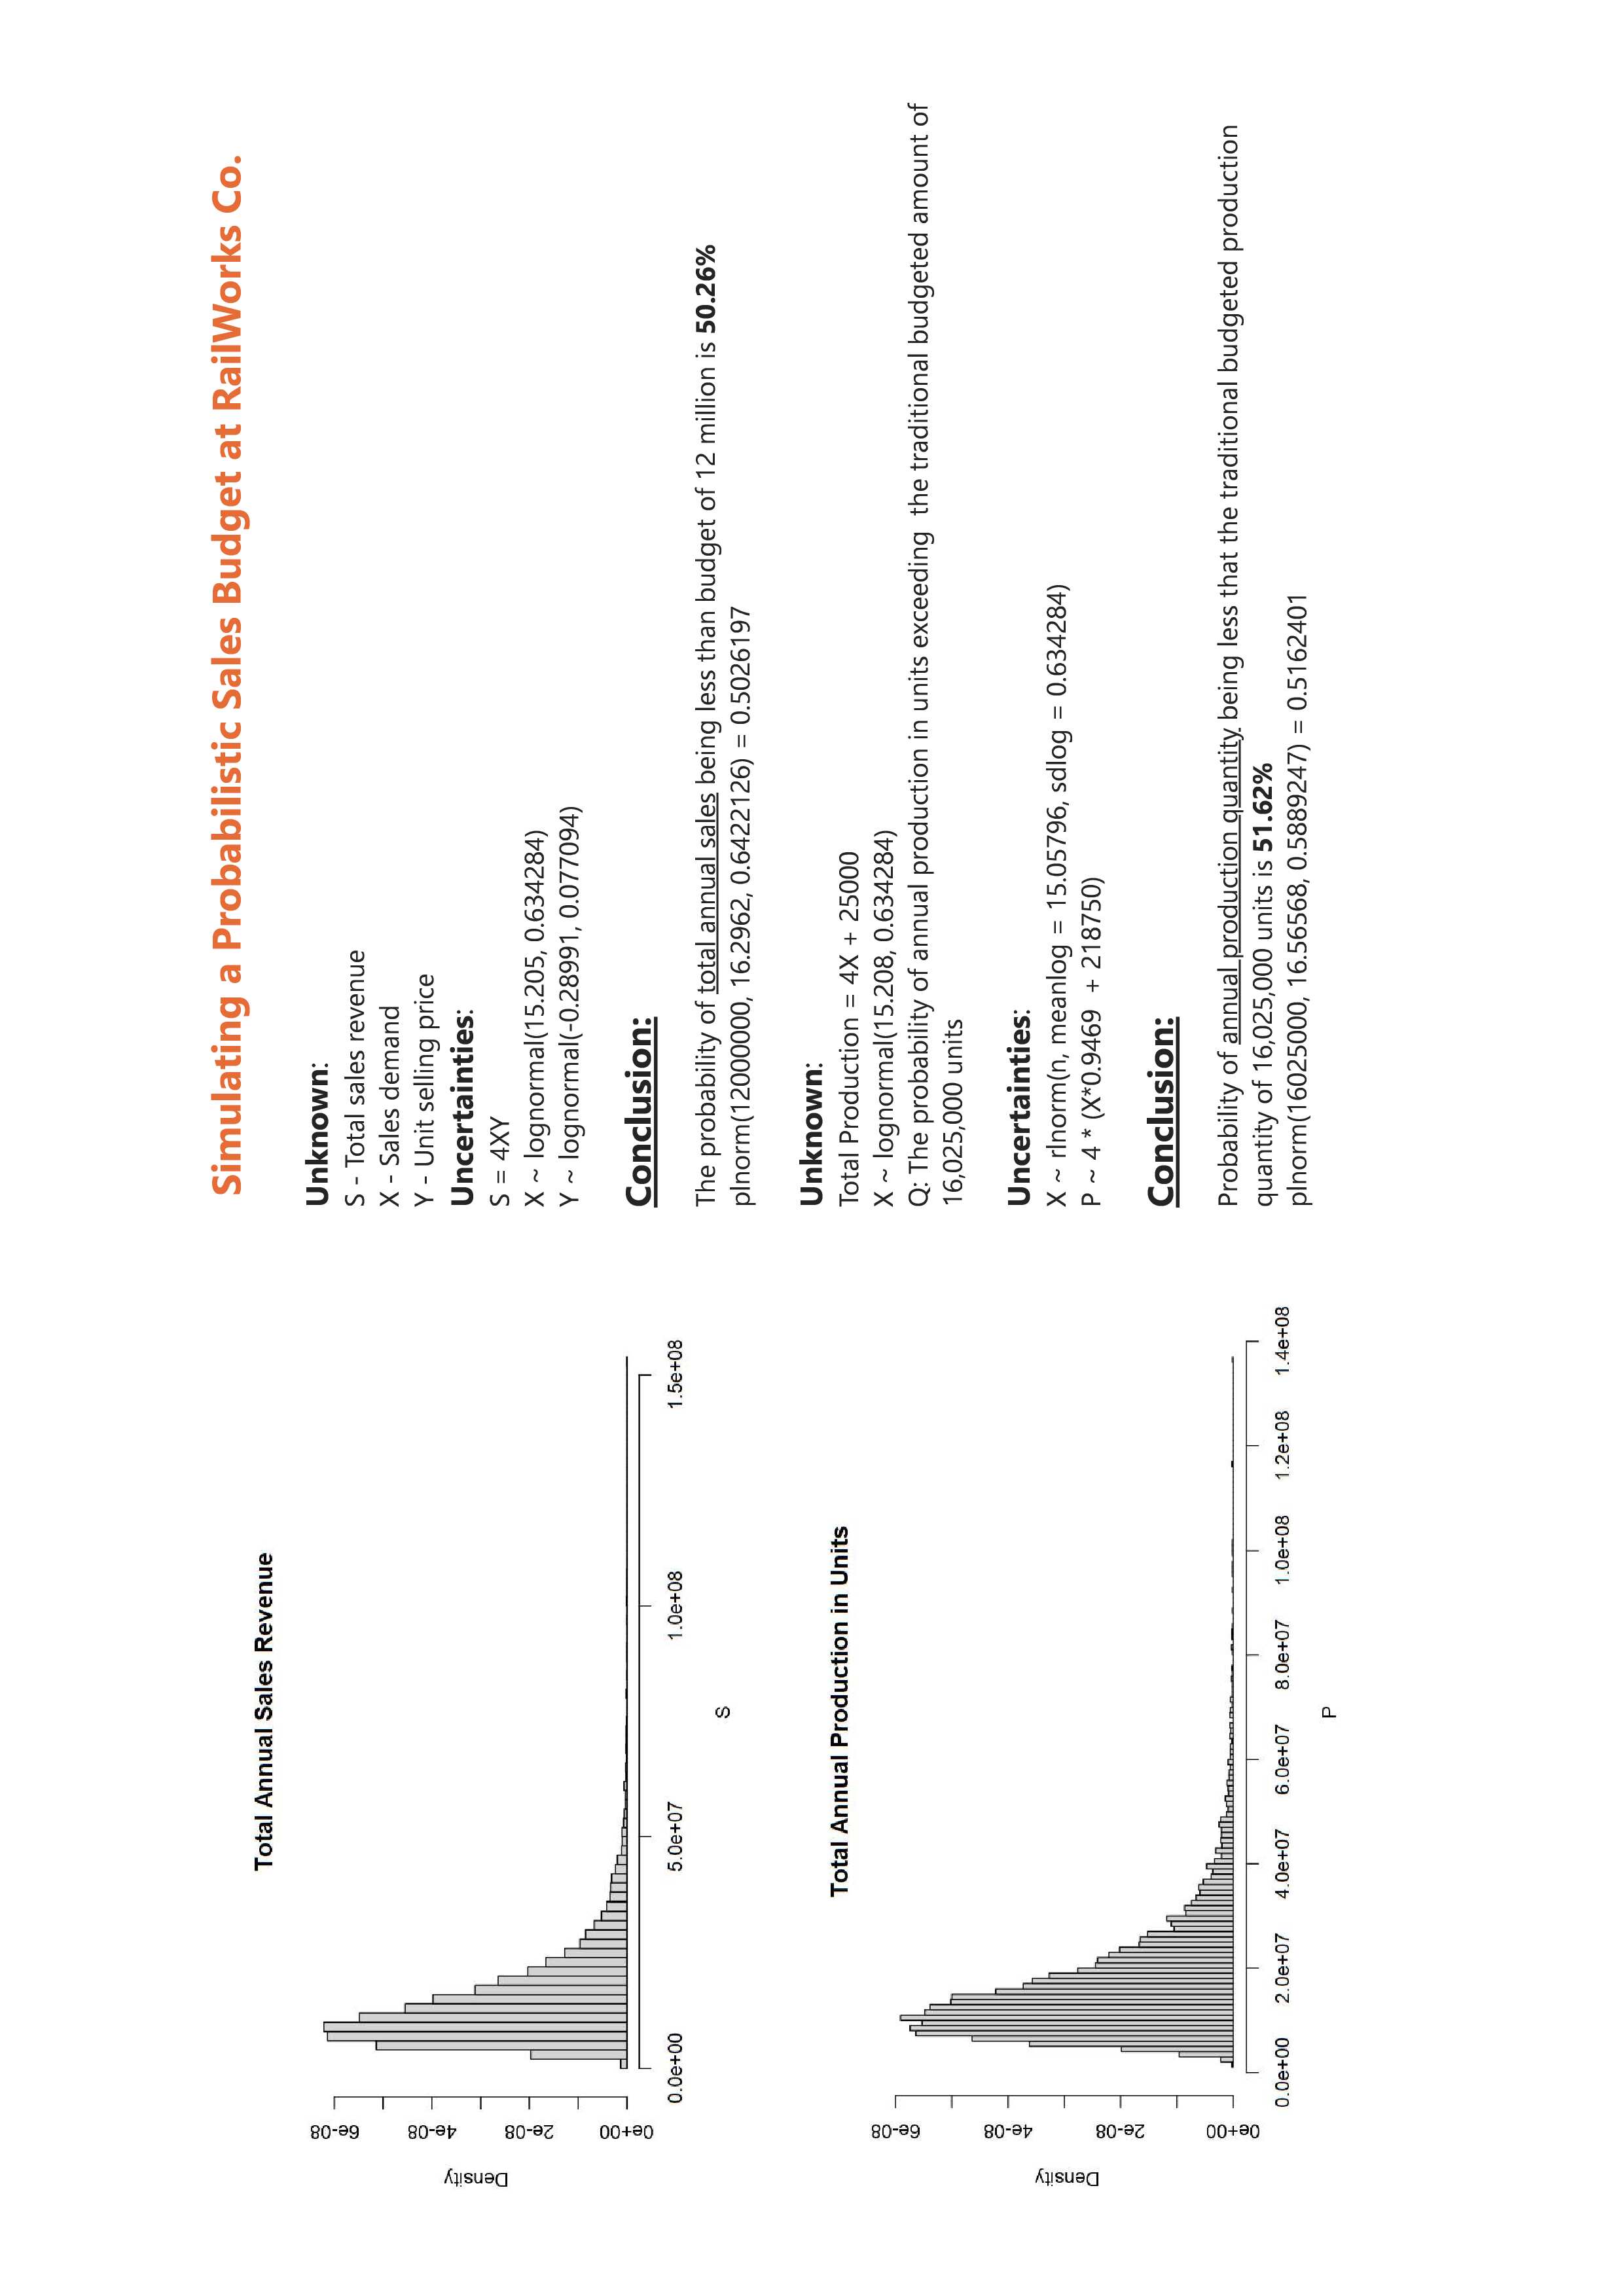 Simulating a Probabilistic Sales Budget at RailWorks Co.
Total Annual Sales Revenue
Density
0e+00
2e-08
4e-08
6e-08
0.0e+00
5.0e+07
1.0e+08
1.5e+08
S
Total Annual Production in Units
Density
0e+00
2e-08
4e-08
6e-08
0.0e+00
2.0e+07
4.0e+07
6.0e+07
8.0e+07
1.0e+08
1.2e+08
1.4e+08
P
Unknown:
S - Total sales revenue
X - Sales demand
Y - Unit selling price
Uncertainties:
S = 4XY
X ~ lognormal(15.205, 0.634284)
Y ~ lognormal(-0.28991, 0.077094)
Conclusion:
The probability of total annual sales being less than budget of 12 million is 50.26%
plnorm(12000000, 16.2962, 0.6422126) = 0.5026197
Unknown:
Total Production = 4X + 25000
X ~ lognormal(15.208, 0.634284)
Q: The probability of annual production in units exceeding  the traditional budgeted amount of
16,025,000 units
Uncertainties:
X ~ rlnorm(n, meanlog = 15.05796, sdlog = 0.634284)
P ~ 4 * (X*0.9469  + 218750)
Conclusion:
Probability of annual production quantity being less that the traditional budgeted production
quantity of 16,025,000 units is 51.62%
plnorm(16025000, 16.56568, 0.5889247) = 0.5162401